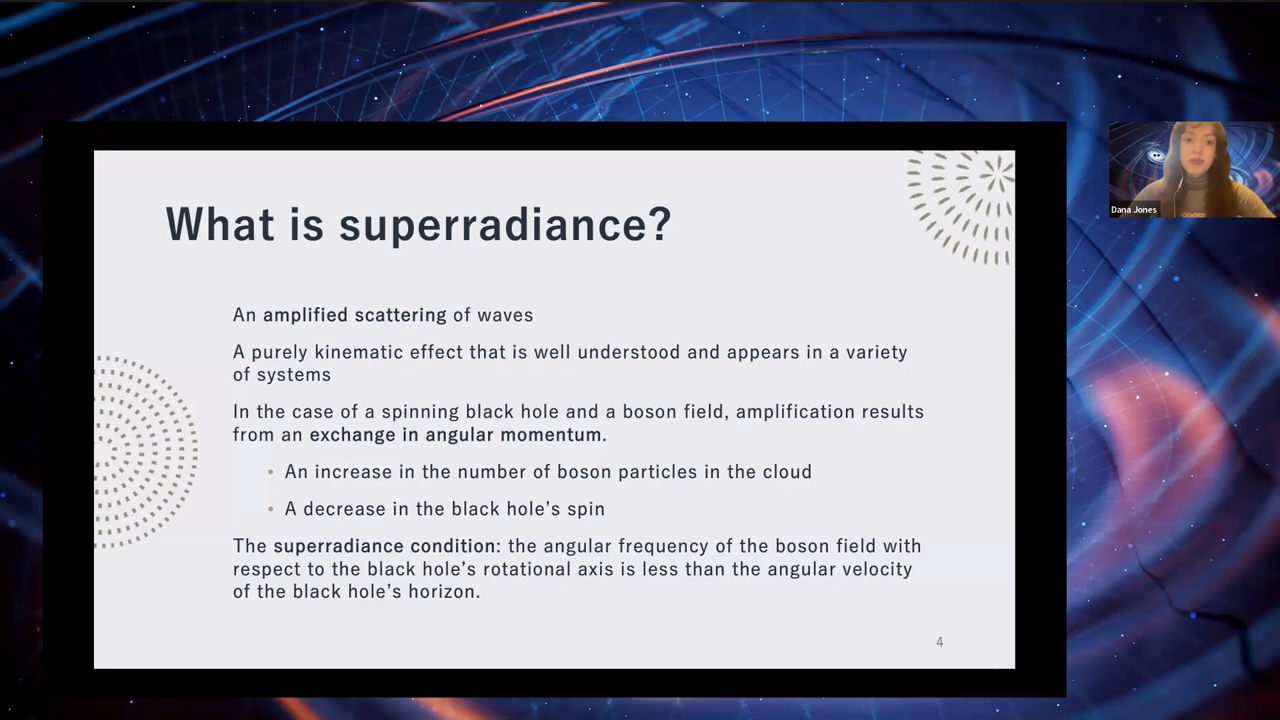 What is superradiance?
Dana Jones
An amplified scattering of waves
A purely kinematic effect that is well understood and appears in a variety
of systems
In the case of a spinning black hole and a boson field, amplification results
from an exchange in angular momentum.
• An increase in the number of boson particles in the cloud
• A decrease in the black hole’s spin
The superradiance condition: the angular frequency of the boson field with
respect to the black hole’s rotational axis is less than the angular velocity
of the black hole’s horizon.
4